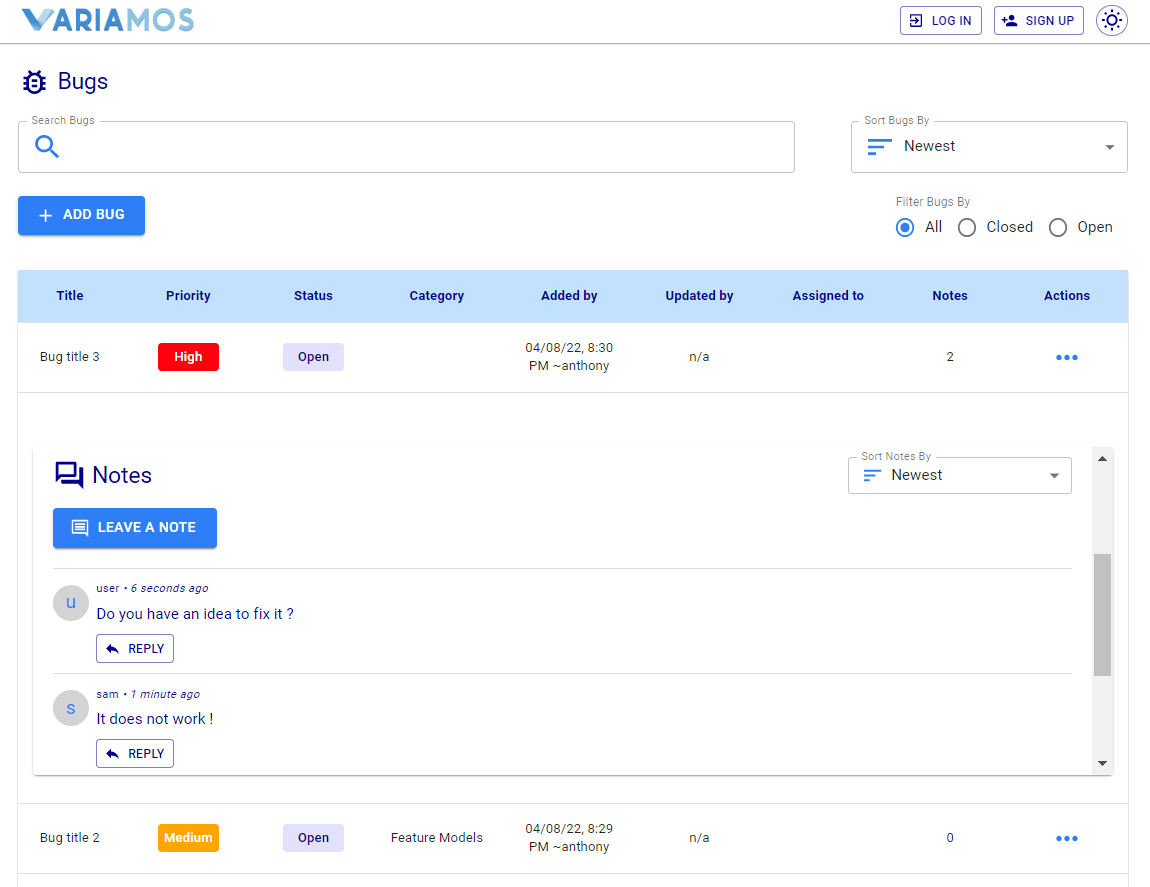 VARIAMOS
LOG IN
SIGN UP
Bugs
Search Bugs
Sort Bugs By
Newest
ADD BUG
Filter Bugs By
All
Closed
Open
Title Priority Status Category Added by Updated by Assigned to Notes Actions
Bug title 3 High Open 04/08/22, 8:30 n/a 2
PM ~anthony
Notes
Sort Notes By
Newest
LEAVE A NOTE
u
user • 6 seconds ago
Do you have an idea to fix it ?
REPLY
s
sam • 1 minute ago
It does not work !
REPLY
Bug title 2 Medium Open Feature Models 04/08/22, 8:29 n/a 0
PM ~anthony